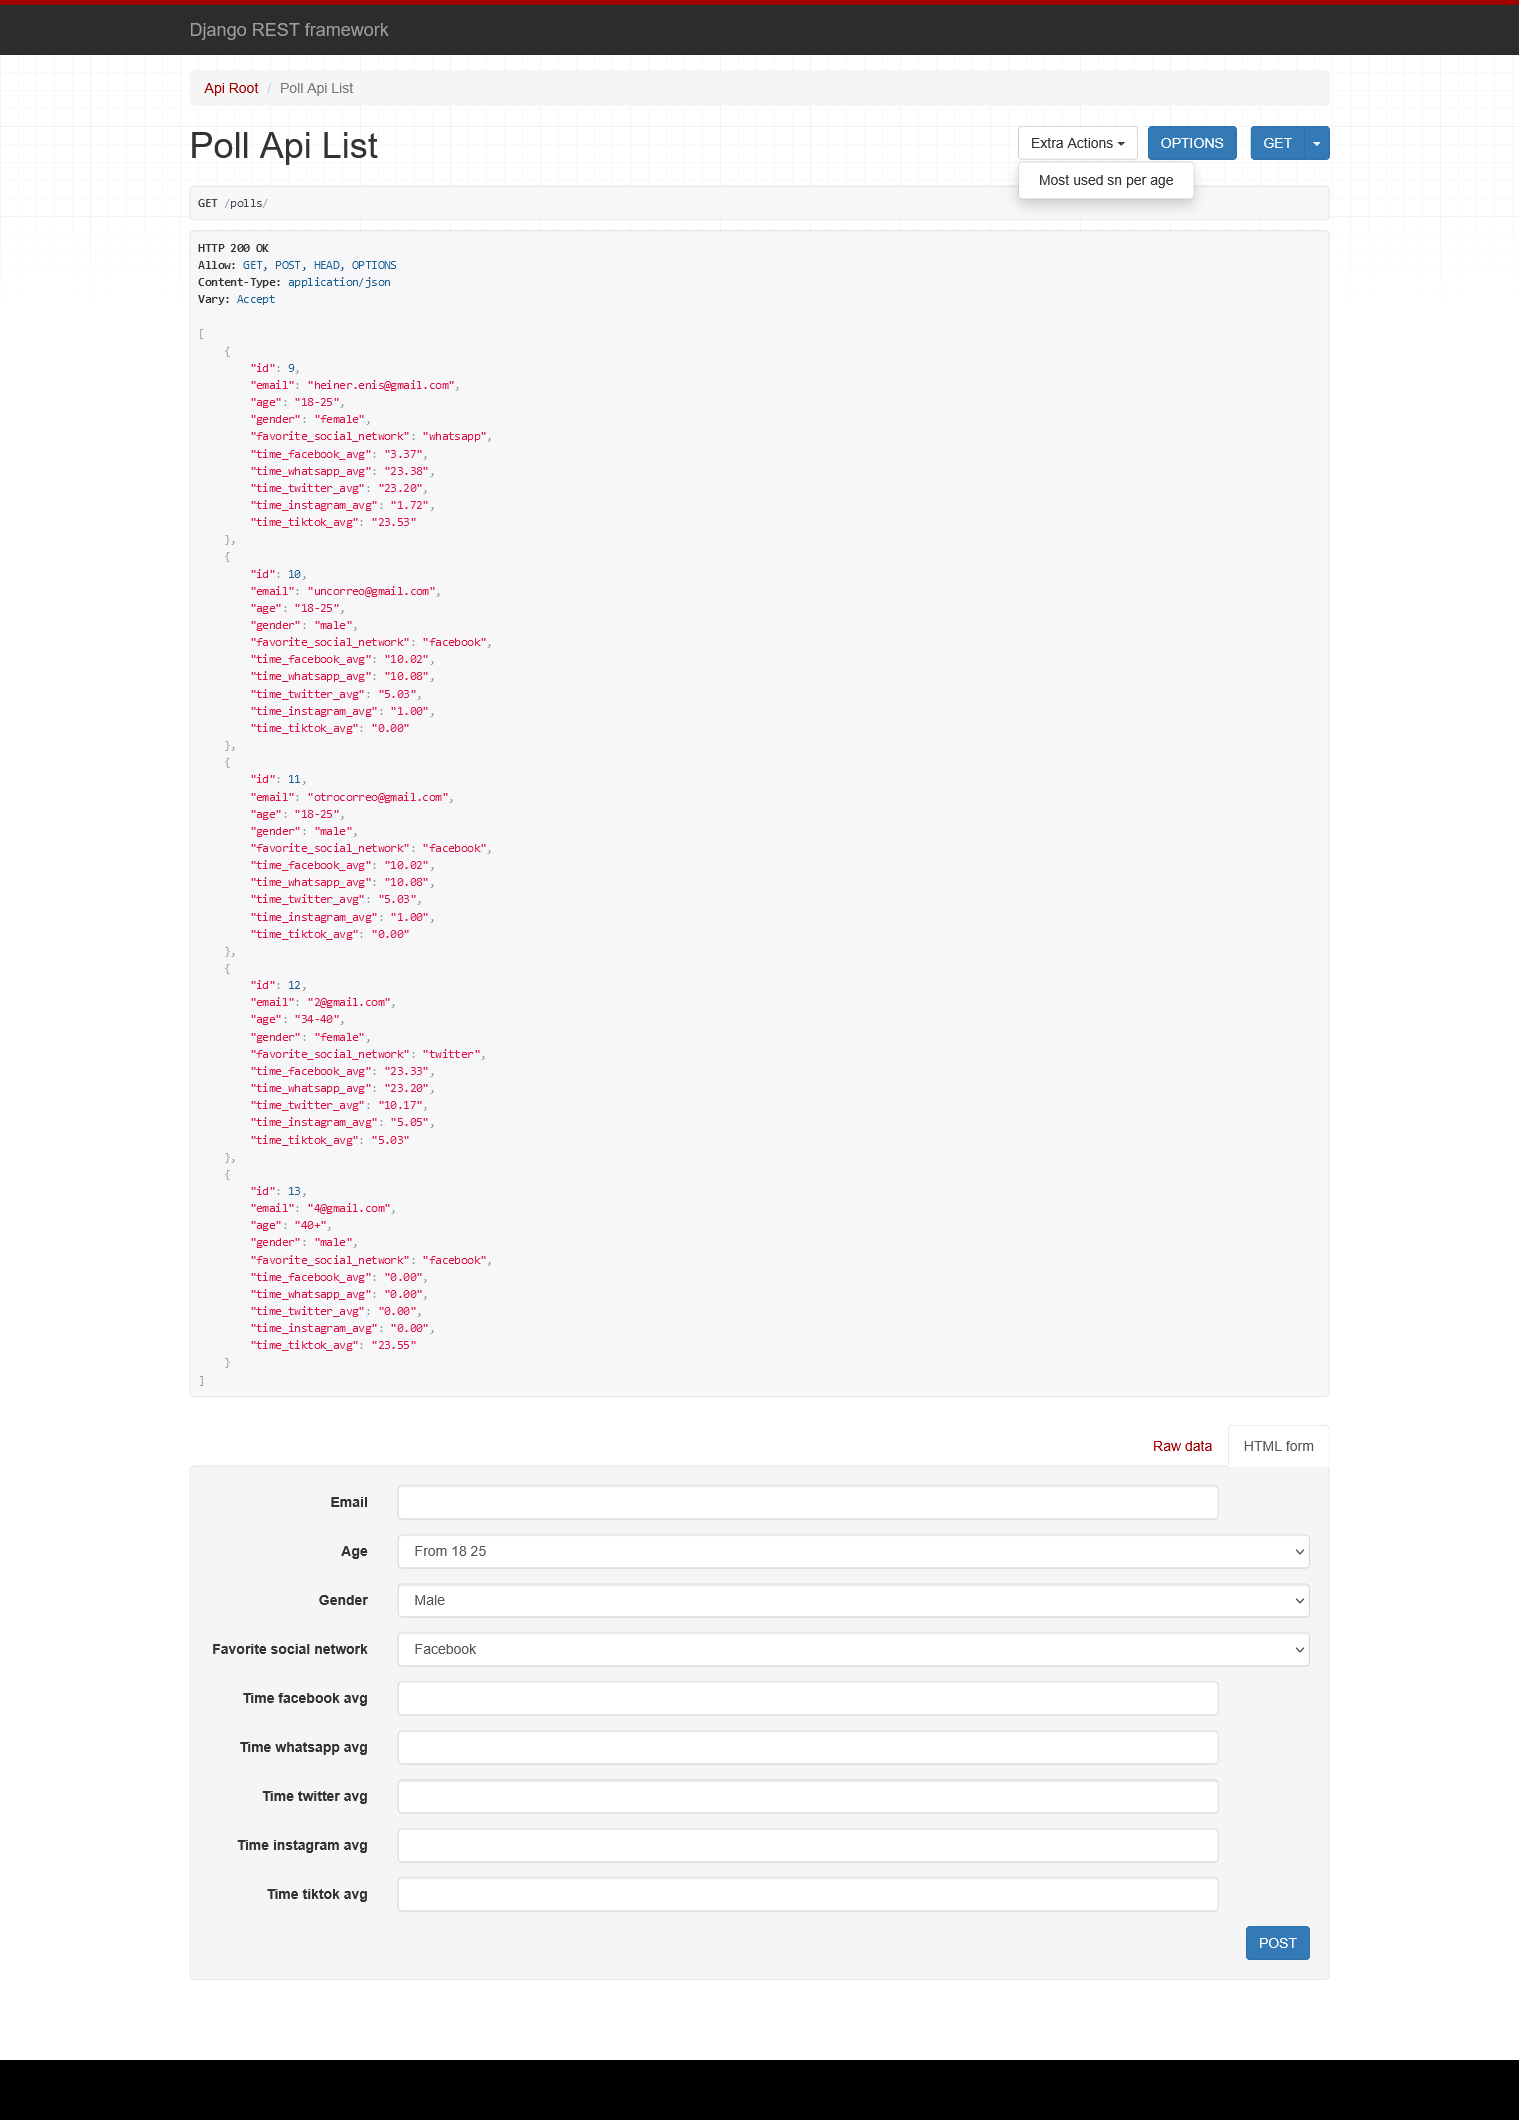 Django REST framework
Api Root / Poll Api List
Poll Api List
Extra Actions
OPTIONS
GET
Most used sn per age
GET /polls/
HTTP 200 OK
Allow: GET, POST, HEAD, OPTIONS
Content-Type: application/json
Vary: Accept
[
{
"id": 9,
"email": "heiner.enis@gmail.com",
"age": "18-25",
"gender": "female",
"favorite_social_network": "whatsapp",
"time_facebook_avg": "3.37",
"time_whatsapp_avg": "23.38",
"time_twitter_avg": "23.20",
"time_instagram_avg": "1.72",
"time_tiktok_avg": "23.53"
},
{
"id": 10,
"email": "uncorreo@gmail.com",
"age": "18-25",
"gender": "male",
"favorite_social_network": "facebook",
"time_facebook_avg": "10.02",
"time_whatsapp_avg": "10.08",
"time_twitter_avg": "5.03",
"time_instagram_avg": "1.00",
"time_tiktok_avg": "0.00"
},
{
"id": 11,
"email": "otrocorreo@gmail.com",
"age": "18-25",
"gender": "male",
"favorite_social_network": "facebook",
"time_facebook_avg": "10.02",
"time_whatsapp_avg": "10.08",
"time_twitter_avg": "5.03",
"time_instagram_avg": "1.00",
"time_tiktok_avg": "0.00"
},
{
"id": 12,
"email": "2@gmail.com",
"age": "34-40",
"gender": "female",
"favorite_social_network": "twitter",
"time_facebook_avg": "23.33",
"time_whatsapp_avg": "23.20",
"time_twitter_avg": "10.17",
"time_instagram_avg": "5.05",
"time_tiktok_avg": "5.03"
},
{
"id": 13,
"email": "4@gmail.com",
"age": "40+",
"gender": "male",
"favorite_social_network": "facebook",
"time_facebook_avg": "0.00",
"time_whatsapp_avg": "0.00",
"time_twitter_avg": "0.00",
"time_instagram_avg": "0.00",
"time_tiktok_avg": "23.55"
}
]
Raw data
HTML form
Email
Age
From 18 25
Gender
Male
Favorite social network
Facebook
Time facebook avg
Time whatsapp avg
Time twitter avg
Time instagram avg
Time tiktok avg
POST